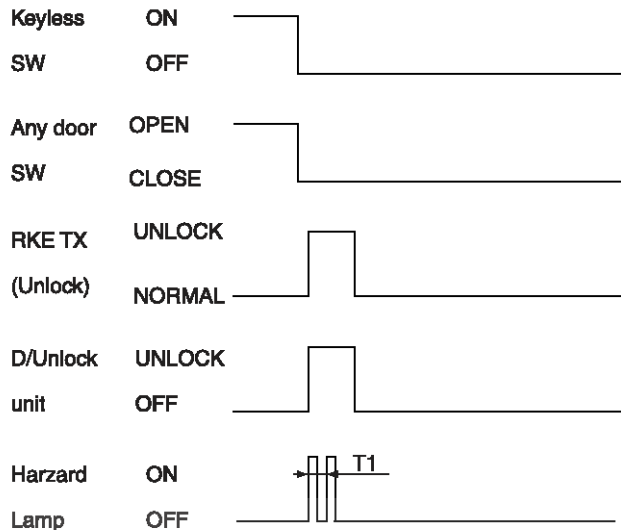 Keyless ON
SW OFF
Any door OPEN
SW CLOSE
RKE TX UNLOCK
(Unlock) NORMAL
D/Unlock UNLOCK
unit OFF
Harzard ON T1
Lamp OFF